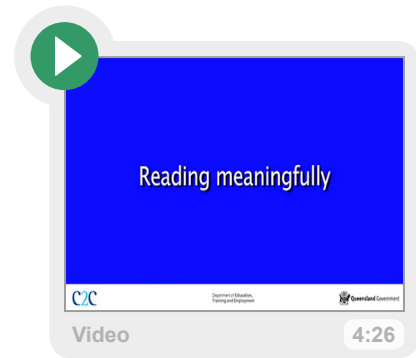 Reading meaningfully
C2C
Department of Education,
Training and Employment
Queensland Government
Video
4:26